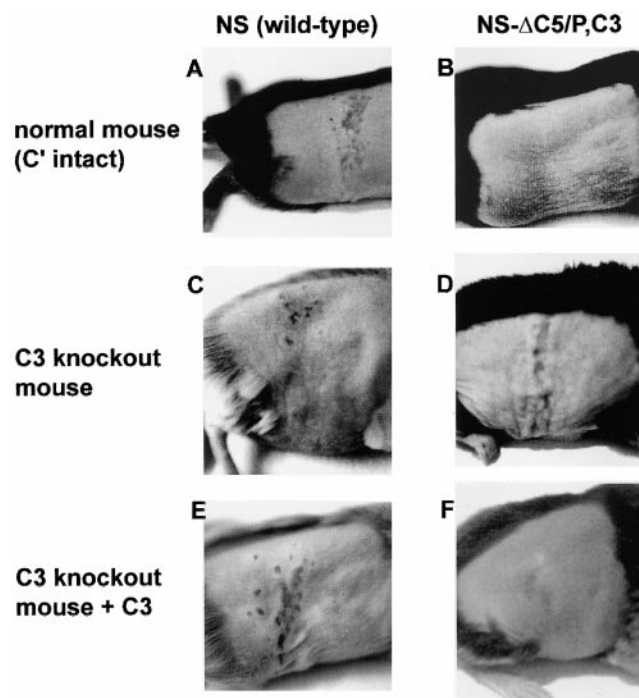 NS (wild-type)
NS-ΔC5/P,C3
A
B
normal mouse
(C' intact)
C
D
C3 knockout
mouse
E
F
C3 knockout
mouse + C3